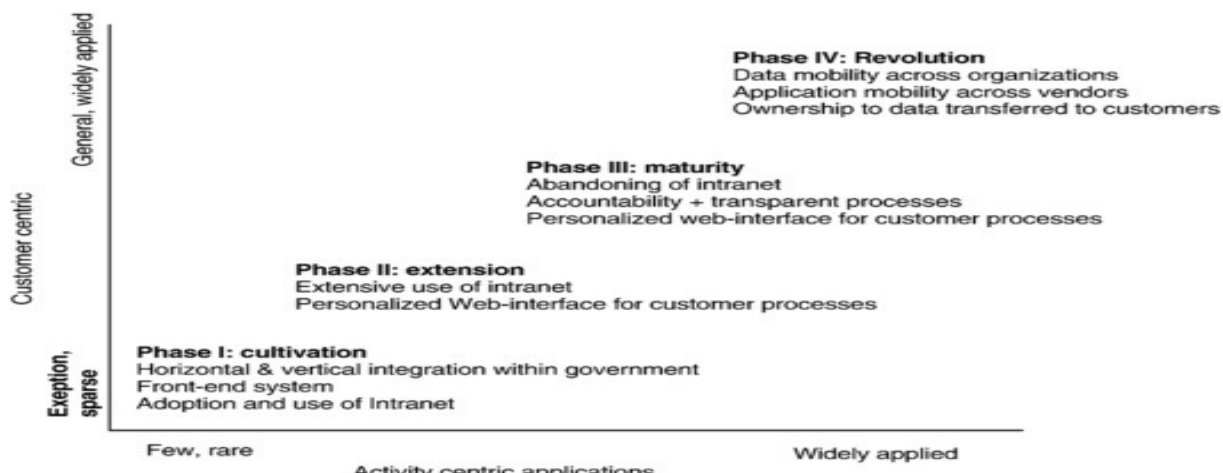 General, widely applied
Customer centric
Exeption,
sparse
Phase IV: Revolution
Data mobility across organizations
Application mobility across vendors
Ownership to data transferred to customers
Phase III: maturity
Abandoning of intranet
Accountability + transparent processes
Personalized web-interface for customer processes
Phase II: extension
Extensive use of intranet
Personalized Web-interface for customer processes
Phase I: cultivation
Horizontal & vertical integration within government
Front-end system
Adoption and use of Intranet
Few, rare
Widely applied
Activity centric applications